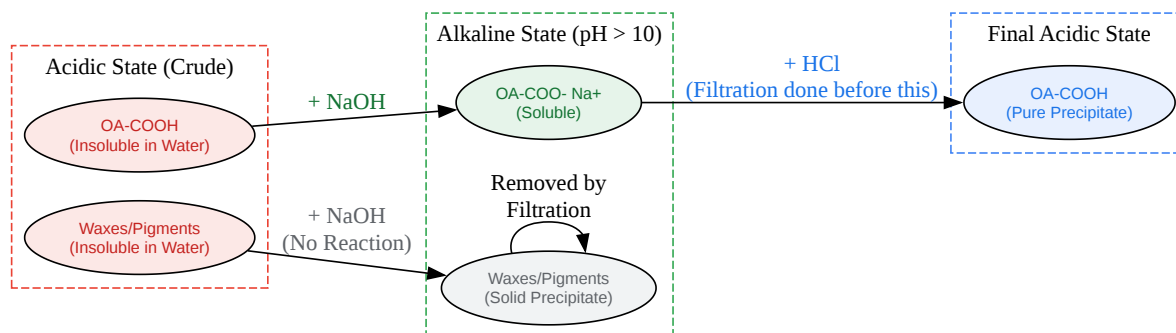 Acidic State (Crude)
OA-COOH
(Insoluble in Water)
Waxes/Pigments
(Insoluble in Water)
+ NaOH
+ NaOH
(No Reaction)
Alkaline State (pH > 10)
OA-COO- Na+
(Soluble)
Removed by
Filtration
Waxes/Pigments
(Solid Precipitate)
+ HCl
(Filtration done before this)
Final Acidic State
OA-COOH
(Pure Precipitate)